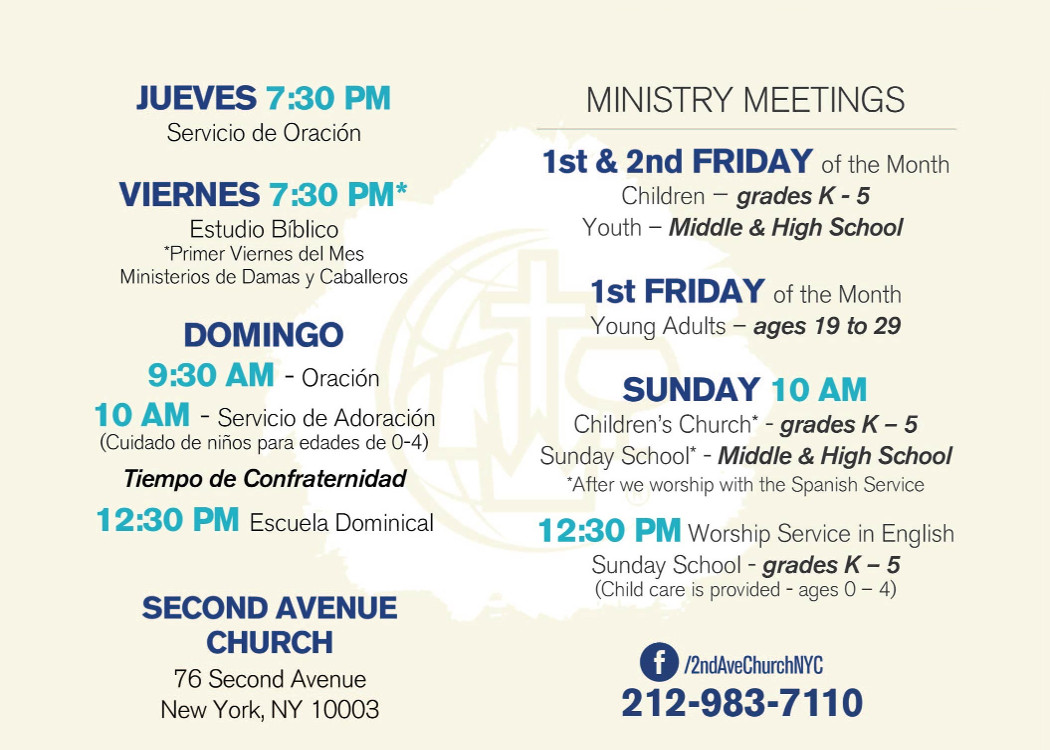 JUEVES 7:30 PM
Servicio de Oración
VIERNES 7:30 PM*
Estudio Bíblico
*Primer Viernes del Mes
Ministerios de Damas y Caballeros
DOMINGO
9:30 AM - Oración
10 AM - Servicio de Adoración
(Cuidado de niños para edades de 0-4)
Tiempo de Confraternidad
12:30 PM Escuela Dominical
SECOND AVENUE
CHURCH
76 Second Avenue
New York, NY 10003
MINISTRY MEETINGS
1st & 2nd FRIDAY of the Month
Children – grades K - 5
Youth – Middle & High School
1st FRIDAY of the Month
Young Adults – ages 19 to 29
SUNDAY 10 AM
Children's Church* - grades K – 5
Sunday School* - Middle & High School
*After we worship with the Spanish Service
12:30 PM Worship Service in English
Sunday School - grades K – 5
(Child care is provided - ages 0 – 4)
f /2ndAveChurchNYC
212-983-7110